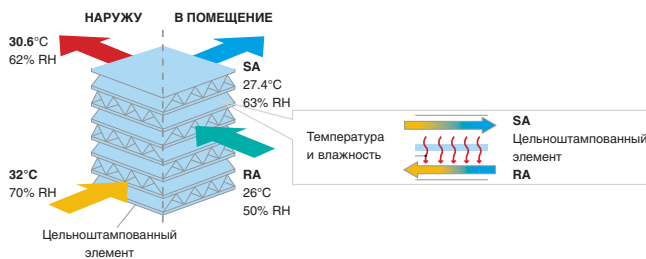 НАРУЖУ
В ПОМЕЩЕНИЕ
30.6°C
62% RH
SA
27.4°C
63% RH
32°C
70% RH
RA
26°C
50% RH
Цельноштампованный
элемент
Температура
и влажность
SA
Цельноштампованный
элемент
RA